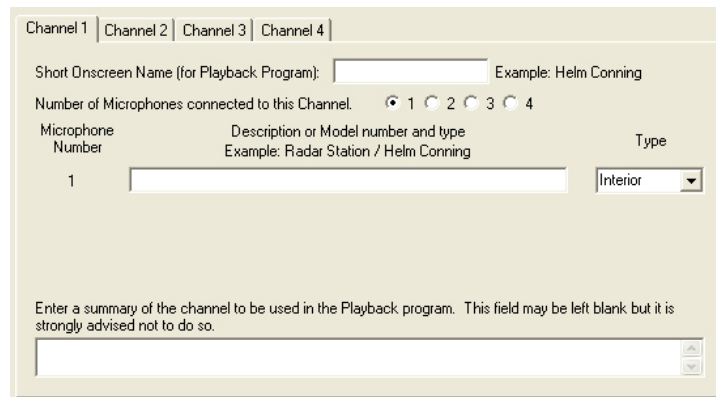 Channel 1 Channel 2 Channel 3 Channel 4
Short Onscreen Name (for Playback Program): Example: Helm Conning
Number of Microphones connected to this Channel. 1 2 3 4
Microphone Number
Description or Model number and type
Example: Radar Station / Helm Conning
Type
1 Interior
Enter a summary of the channel to be used in the Playback program. This field may be left blank but it is
strongly advised not to do so.